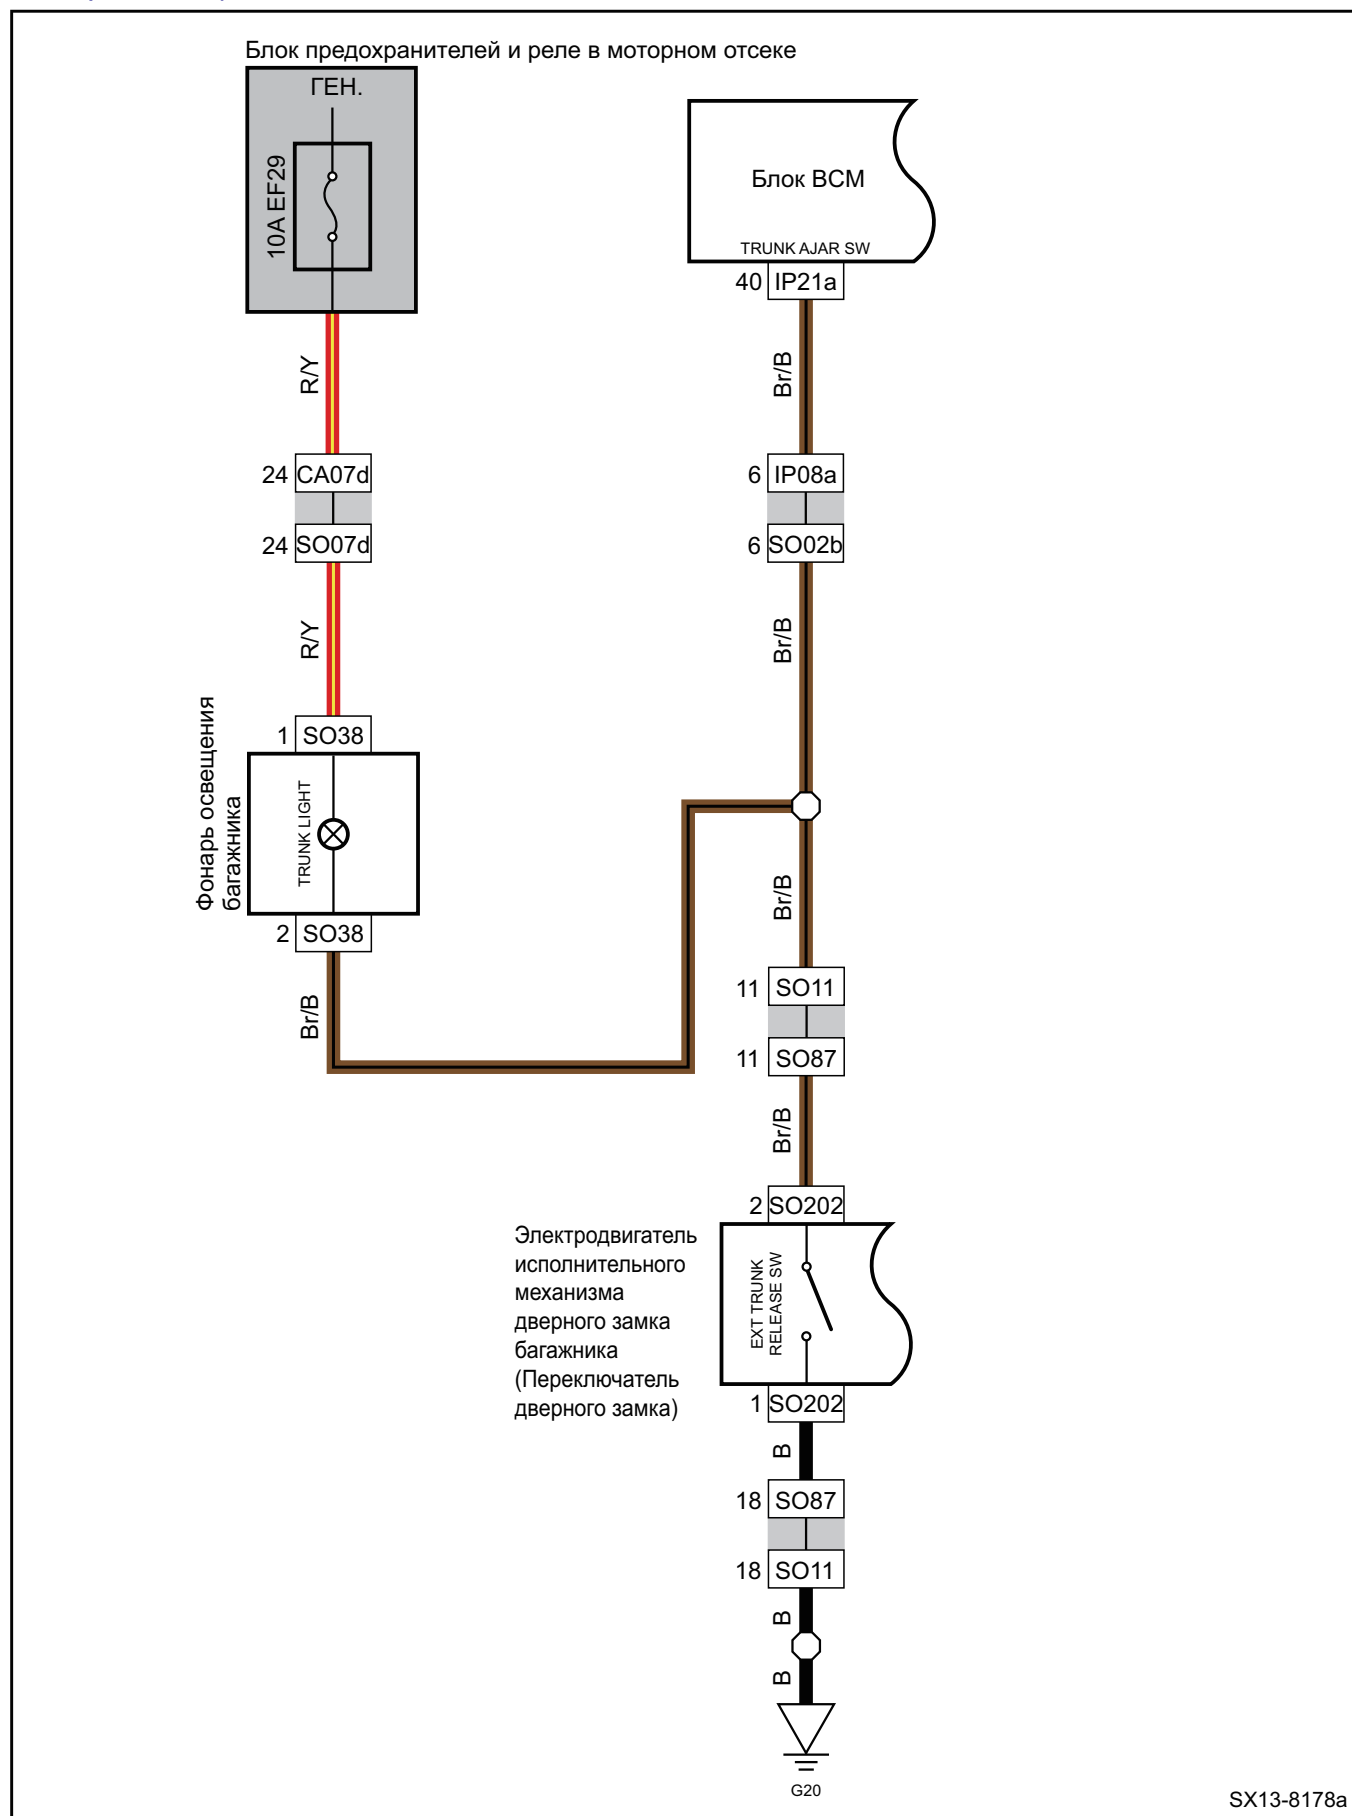 Блок предохранителей и реле в моторном отсеке
ГЕН.
10A EF29
Блок BCM
TRUNK AJAR SW
40 IP21a
R/Y
Br/B
24 CA07d
6 IP08a
24 SO07d
6 SO02b
R/Y
Br/B
1 SO38
Фонарь освещения
багажника
TRUNK LIGHT
2 SO38
Br/B
Br/B
11 SO11
11 SO87
Br/B
2 SO202
Электродвигатель
исполнительного
механизма
дверного замка
багажника
(Переключатель
дверного замка)
EXT TRUNK
RELEASE SW
1 SO202
B
18 SO87
18 SO11
B
B
G20
SX13-8178a